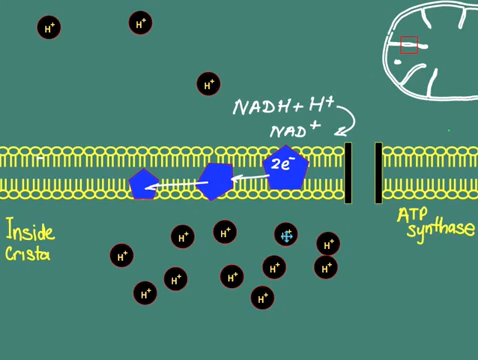 H+
H+
H+
NADH + H+
NAD+
2e-
Inside
Crista
ATP
synthase
H+
H+
H+
H+
H+
H+
H+
H+
H+
H+
H+
H+